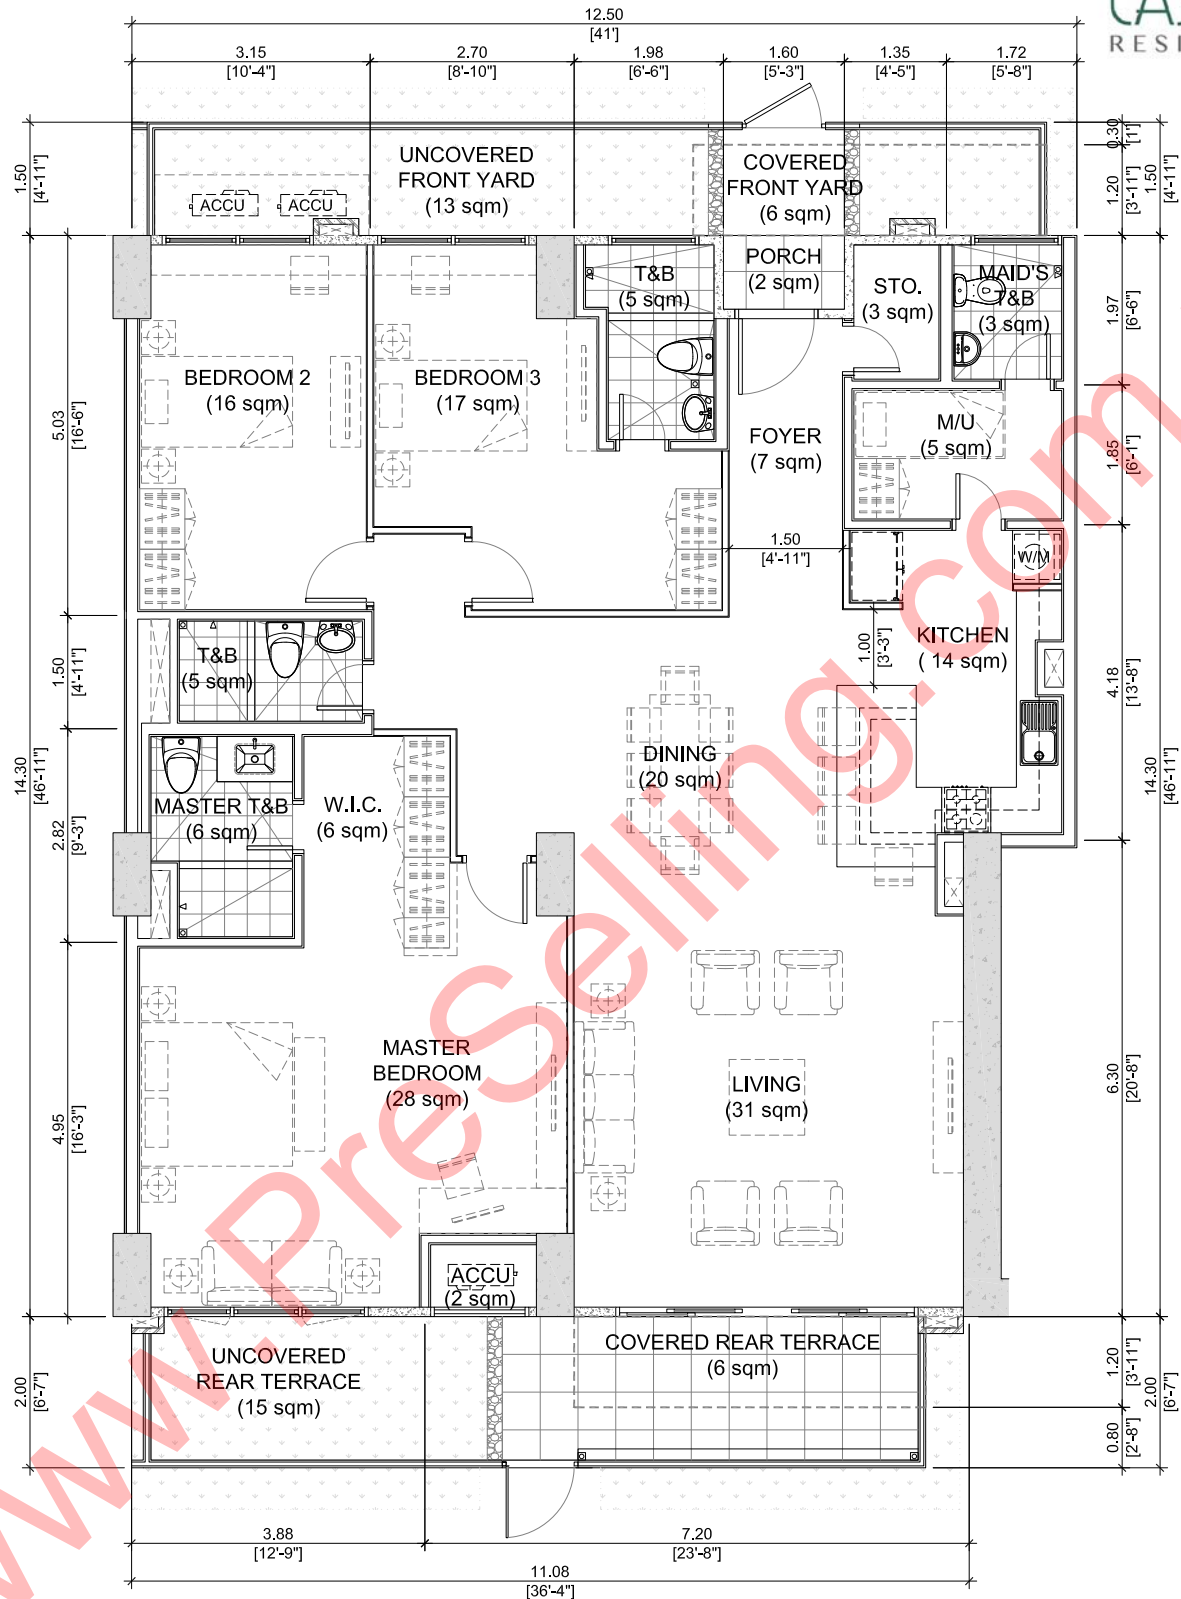 12.50
[41']
RES
3.15
[10'-4"]
2.70
[8'-10"]
1.98
[6'-6"]
1.60
[5'-3"]
1.35
[4'-5"]
1.72
[5'-8"]
1.50
[4'-11"]
UNCOVERED
FRONT YARD
(13 sqm)
COVERED
FRONT YARD
(6 sqm)
0.30
[1"]
1.20
[3'-11"]
1.50
[4'-11"]
ACCU
ACCU
T&B
(5 sqm)
PORCH
(2 sqm)
STO.
(3 sqm)
MAID'S
T&B
(3 sqm)
1.97
[6'-6"]
BEDROOM 2
(16 sqm)
BEDROOM 3
(17 sqm)
5.03
[16'-6"]
FOYER
(7 sqm)
M/U
(5 sqm)
1.85
[6'-1"]
1.50
[4'-11"]
W/M
1.00
[3'-3"]
KITCHEN
( 14 sqm)
4.18
[13'-8"]
T&B
(5 sqm)
1.50
[4'-11"]
14.30
[46'-11"]
14.30
[46'-11"]
DINING
(20 sqm)
MASTER T&B
(6 sqm)
W.I.C.
(6 sqm)
2.82
[9'-3"]
MASTER
BEDROOM
(28 sqm)
LIVING
(31 sqm)
6.30
[20'-8"]
4.95
[16'-3"]
ACCU
(2 sqm)
UNCOVERED
REAR TERRACE
(15 sqm)
COVERED REAR TERRACE
(6 sqm)
2.00
[6'-7"]
1.20
[3'-11"]
2.00
[6'-7"]
0.80
[2'-8"]
3.88
[12'-9"]
7.20
[23'-8"]
11.08
[36'-4"]
www.PreSelling.com